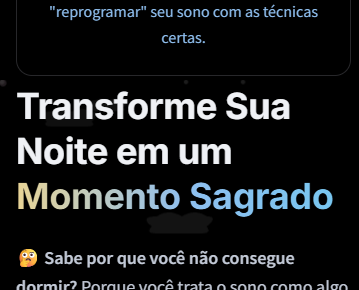 "reprogramar" seu sono com as técnicas
certas.
Transforme Sua
Noite em um
Momento Sagrado
🤔 Sabe por que você não consegue
dormir? Porque você trata o sono como algo